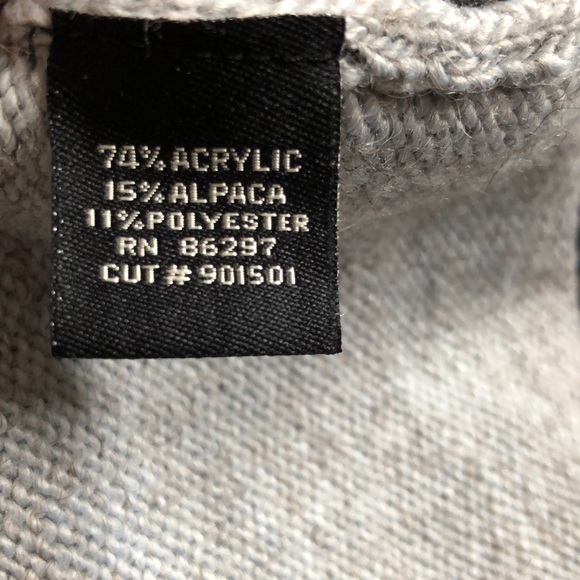 74% ACRYLIC
15% ALPACA
11% POLYESTER
RN 86297
CUT # 901501